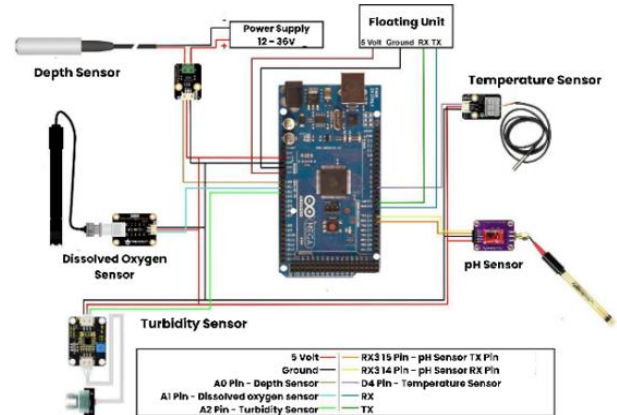 Power Supply
12 - 36V
Floating Unit
5 Volt Ground RX TX
Depth Sensor
Temperature Sensor
ARDUINO
MEGA
Dissolved Oxygen
Sensor
pH Sensor
Turbidity Sensor
5 Volt
Ground
A0 Pin - Depth Sensor
A1 Pin - Dissolved oxygen sensor
A2 Pin - Turbidity Sensor
RX3 15 Pin - pH Sensor TX Pin
RX3 14 Pin - pH Sensor RX Pin
D4 Pin - Temperature Sensor
RX
TX